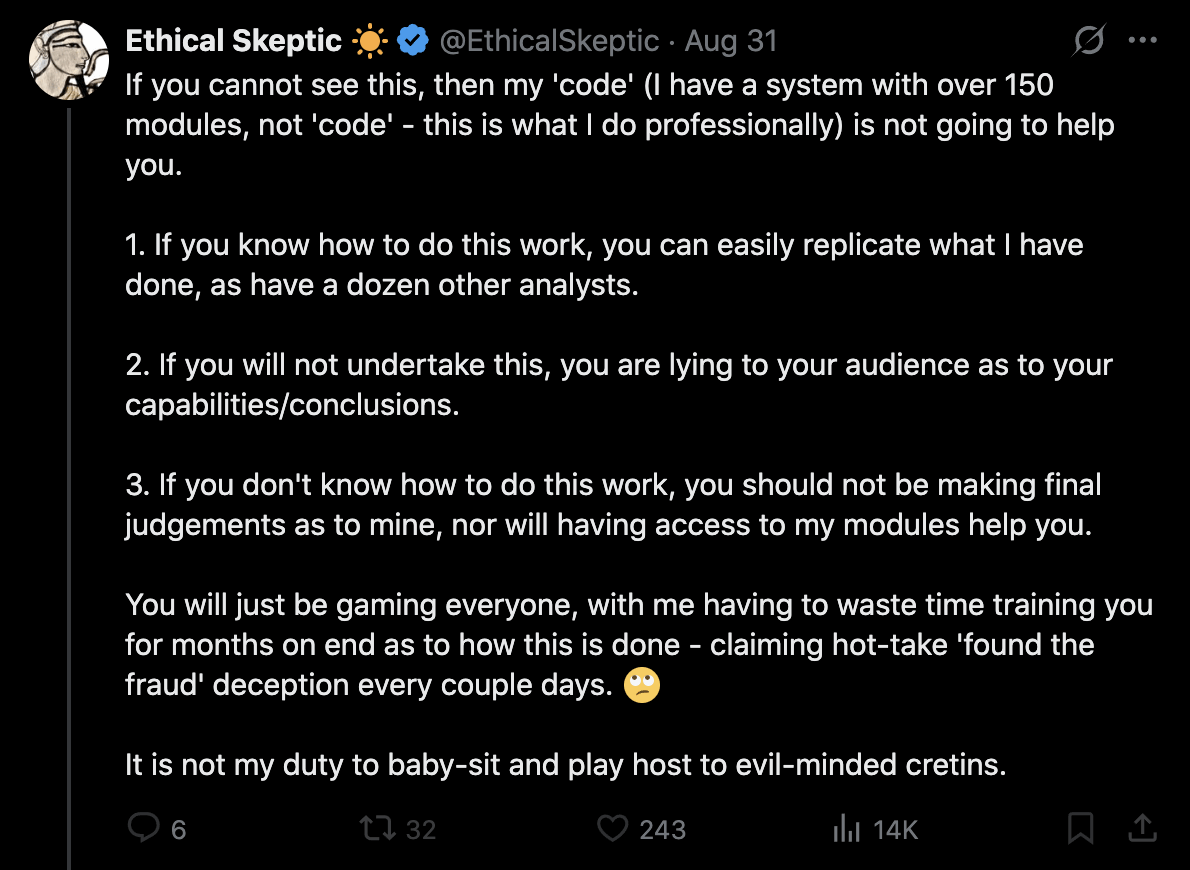 Ethical Skeptic @EthicalSkeptic · Aug 31
If you cannot see this, then my 'code' (I have a system with over 150
modules, not 'code' - this is what I do professionally) is not going to help
you.
1. If you know how to do this work, you can easily replicate what I have
done, as have a dozen other analysts.
2. If you will not undertake this, you are lying to your audience as to your
capabilities/conclusions.
3. If you don't know how to do this work, you should not be making final
judgements as to mine, nor will having access to my modules help you.
You will just be gaming everyone, with me having to waste time training you
for months on end as to how this is done - claiming hot-take 'found the
fraud' deception every couple days. 🙄
It is not my duty to baby-sit and play host to evil-minded cretins.
6 32 243 14K